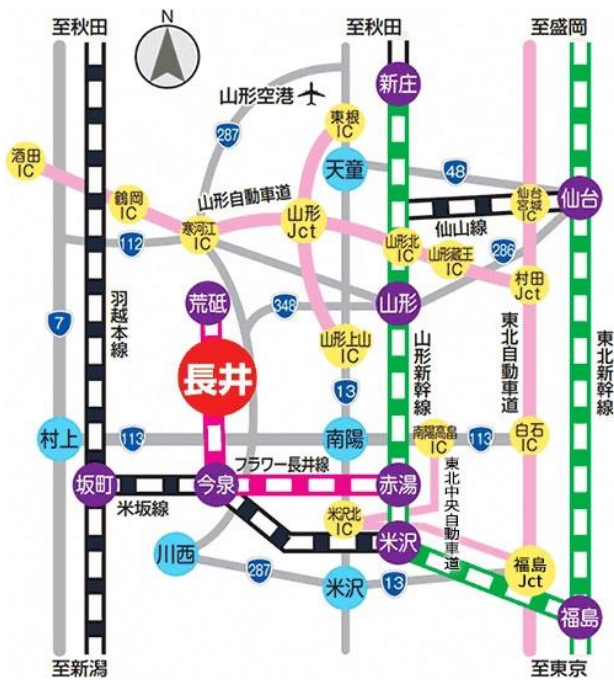 至秋田
N
至秋田
至盛岡
山形空港
新庄
東根
IC
287
酒田
IC
天童
48
鶴岡
IC
山形自動車道
仙台
宮城
IC
仙台
山形
Jct
仙山線
寒河江
IC
112
山形北
IC
山形蔵王
IC
286
村田
Jct
荒砥
348
山形
7
羽越本線
山形上山
IC
山形新幹線
東北自動車道
東北新幹線
長井
13
村上
113
南陽
南陽高畠
IC
113
白石
IC
フラワー長井線
坂町
今泉
赤湯
米坂線
米沢北
IC
東北中央自動車道
米沢
川西
287
米沢
13
福島
Jct
福島
至新潟
至東京